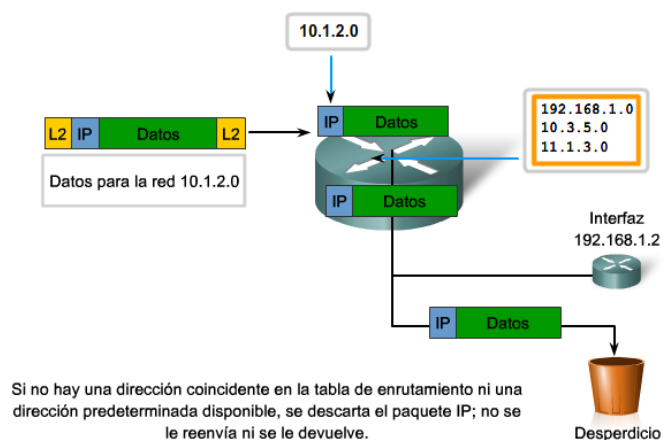 10.1.2.0
L2 IP Datos L2
Datos para la red 10.1.2.0
IP Datos
192.168.1.0
10.3.5.0
11.1.3.0
IP Datos
Interfaz
192.168.1.2
IP Datos
Si no hay una dirección coincidente en la tabla de enrutamiento ni una
dirección predeterminada disponible, se descarta el paquete IP; no se
le reenvía ni se le devuelve.
Desperdicio